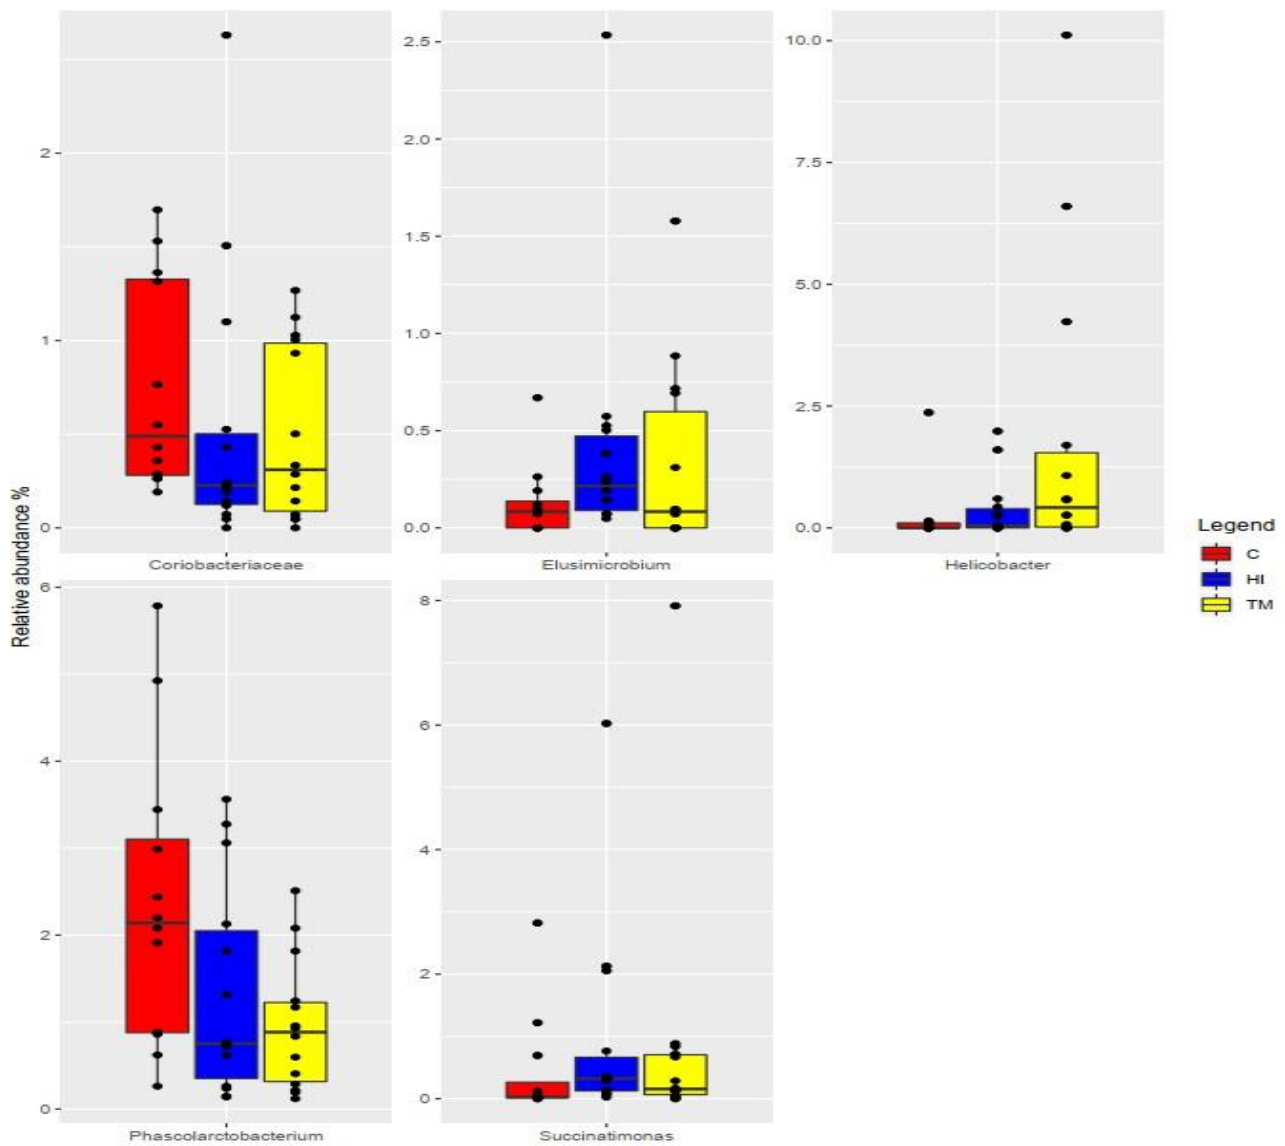 Relative abundance %
2
1
0
Coriobacteriaceae
2.5
2.0
1.5
1.0
0.5
0.0
Elusimicrobium
10.0
7.5
5.0
2.5
0.0
Helicobacter
6
4
2
0
Phascolarctobacterium
8
6
4
2
0
Succinatimonas
Legend
C
HI
TM